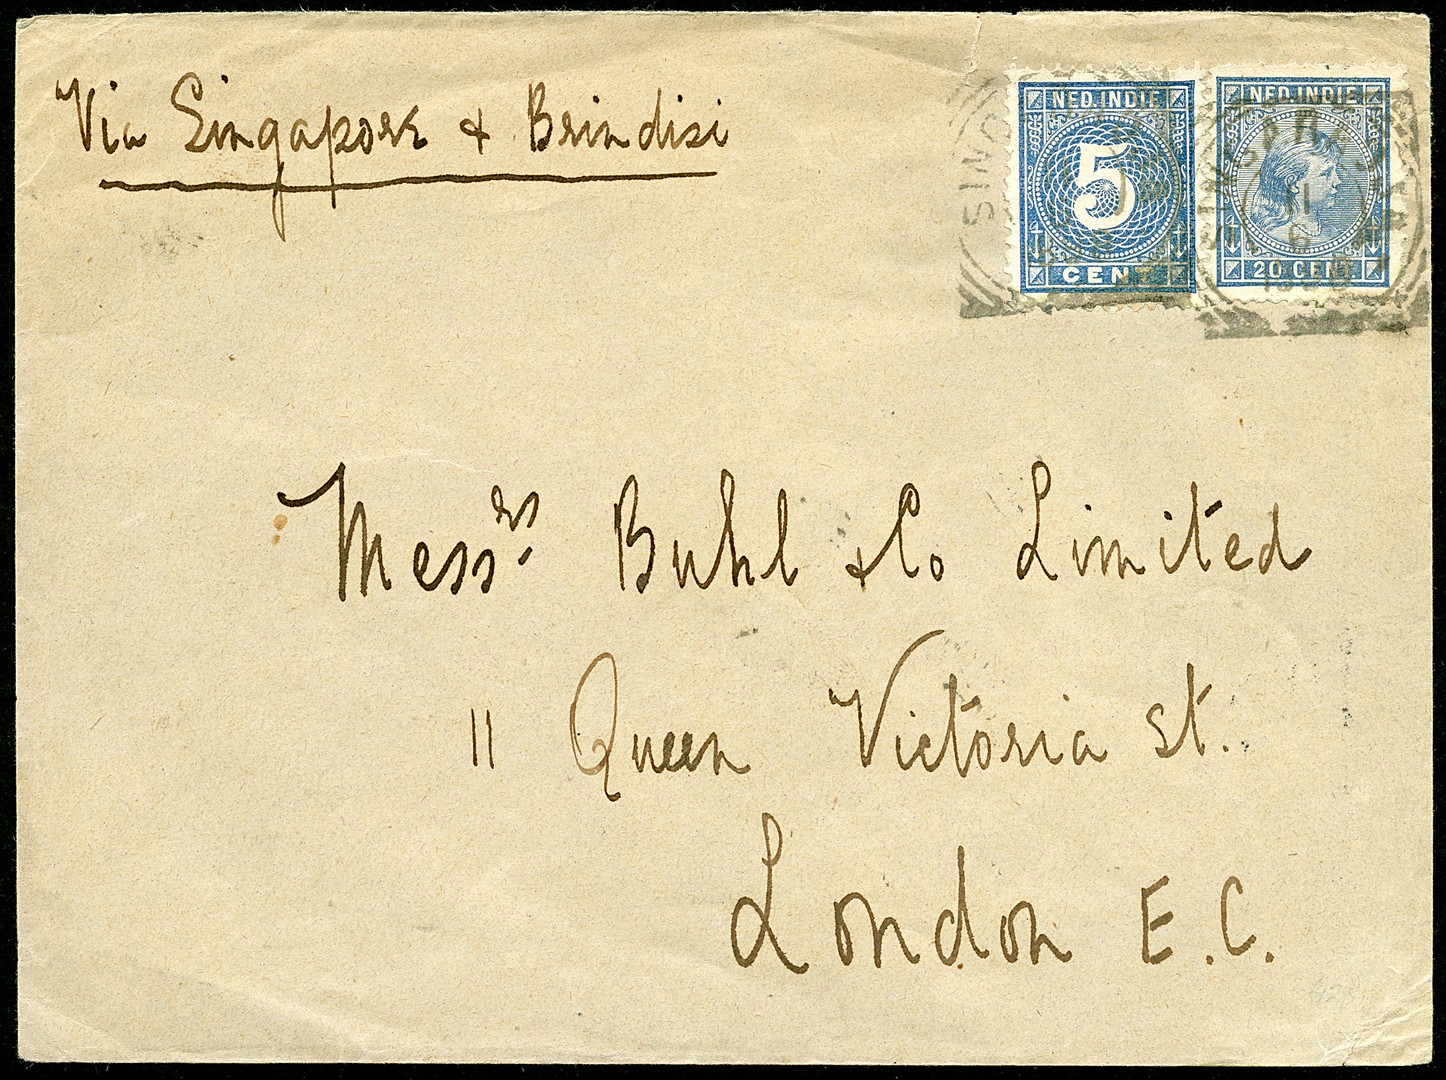 Via Singapore & Brindisi
NED. INDIE
5
CENT
NED. INDIE
20 CENT
Messrs Buhl & Co Limited
11 Queen Victoria St.
London E.C.